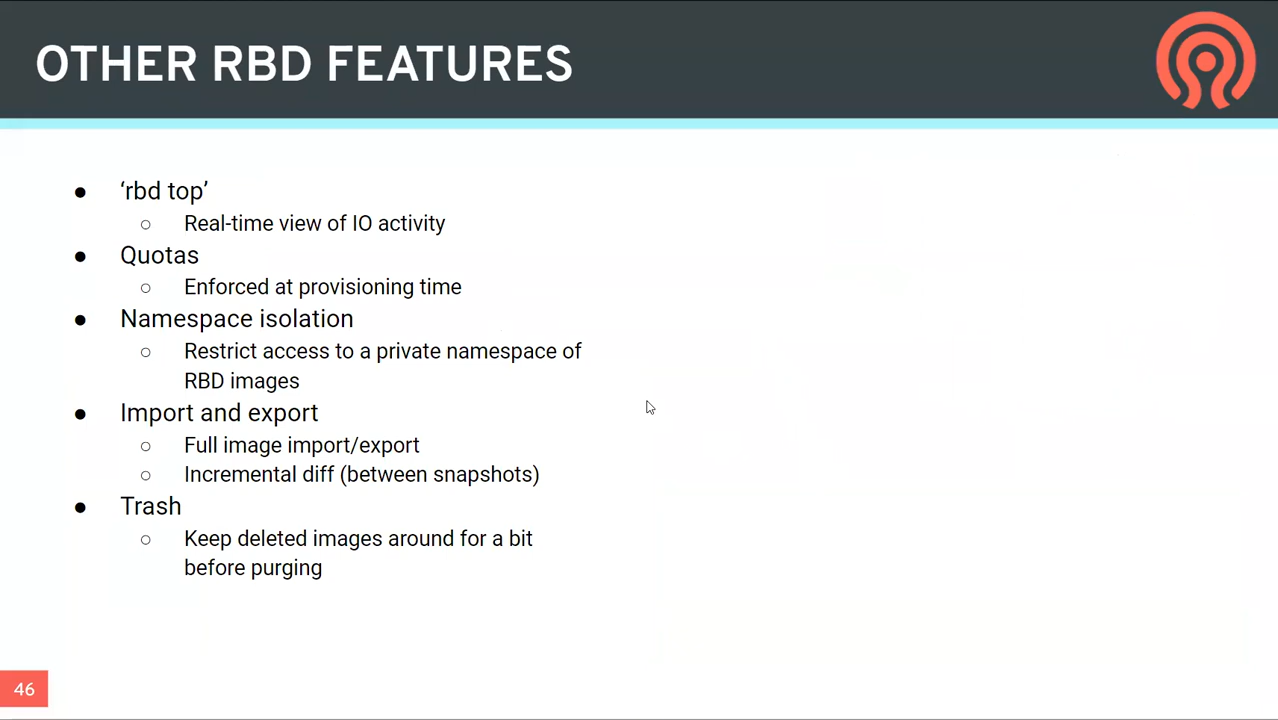 OTHER RBD FEATURES
● ‘rbd top’
○ Real-time view of IO activity
● Quotas
○ Enforced at provisioning time
● Namespace isolation
○ Restrict access to a private namespace of
RBD images
● Import and export
○ Full image import/export
○ Incremental diff (between snapshots)
● Trash
○ Keep deleted images around for a bit
before purging
46